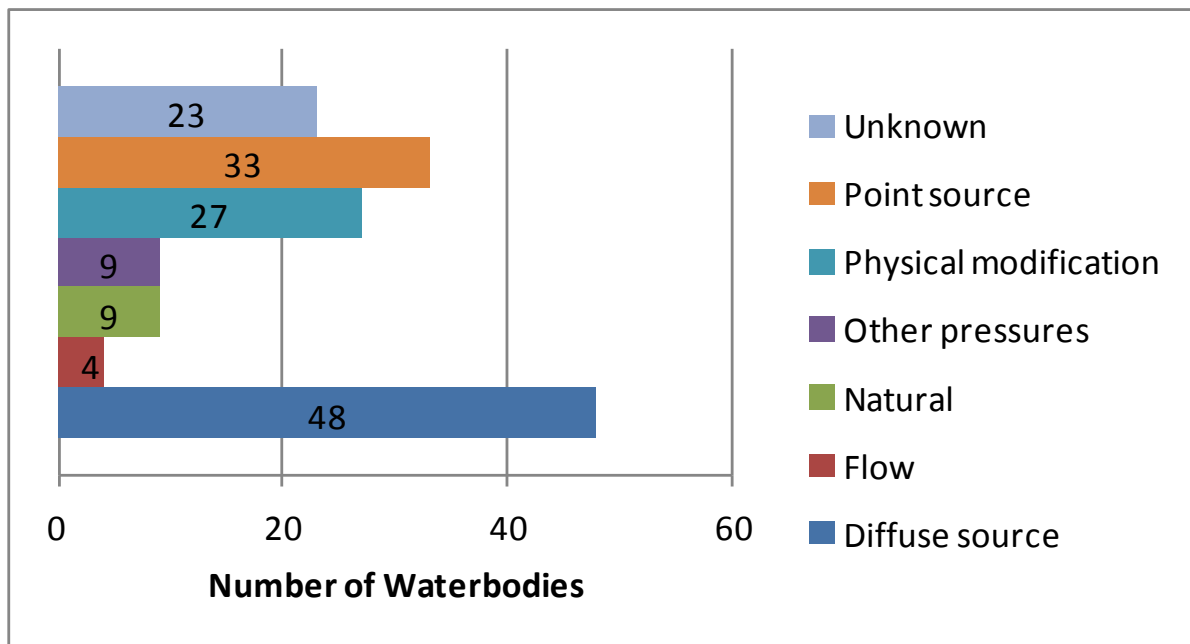 23
33
27
9
9
4
48
0 20 40 60
Number of Waterbodies
Unknown
Point source
Physical modification
Other pressures
Natural
Flow
Diffuse source